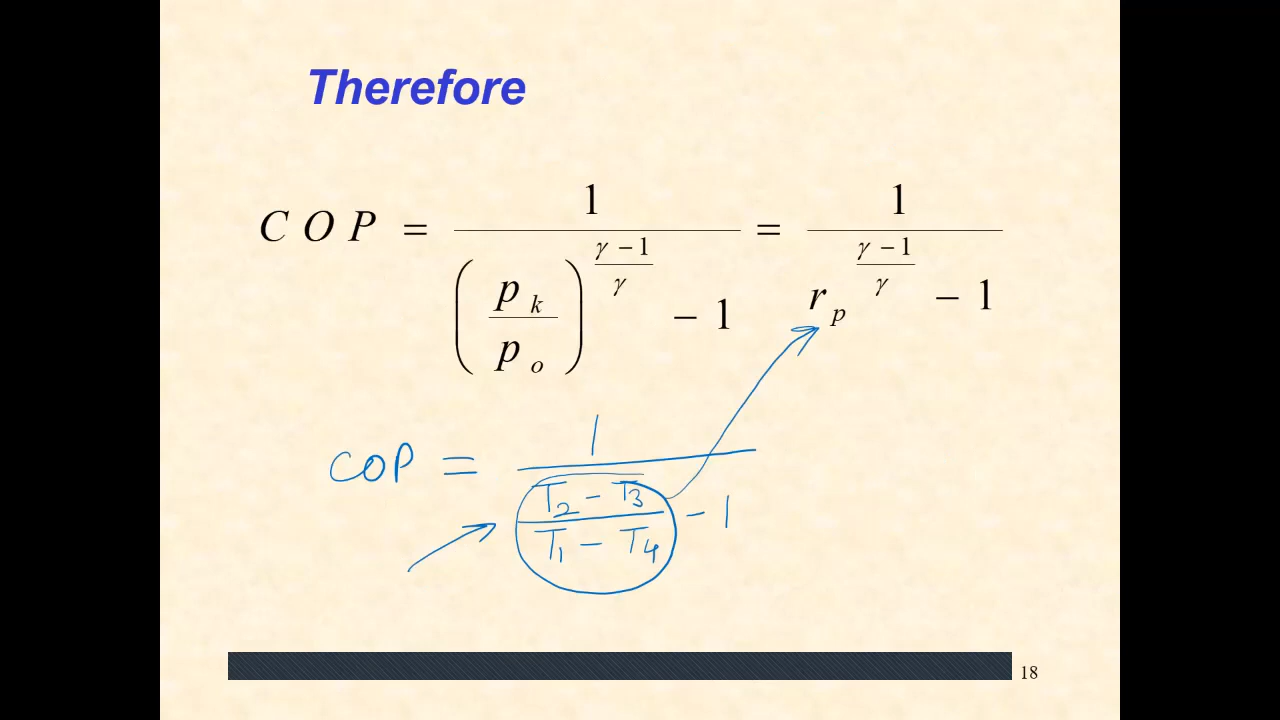 Therefore
COP = 1 / ((p_k / p_o)^((γ − 1)/γ) − 1) = 1 / (r_p^((γ − 1)/γ) − 1)
COP = 1 / ((T2 − T3)/(T1 − T4) − 1)
18